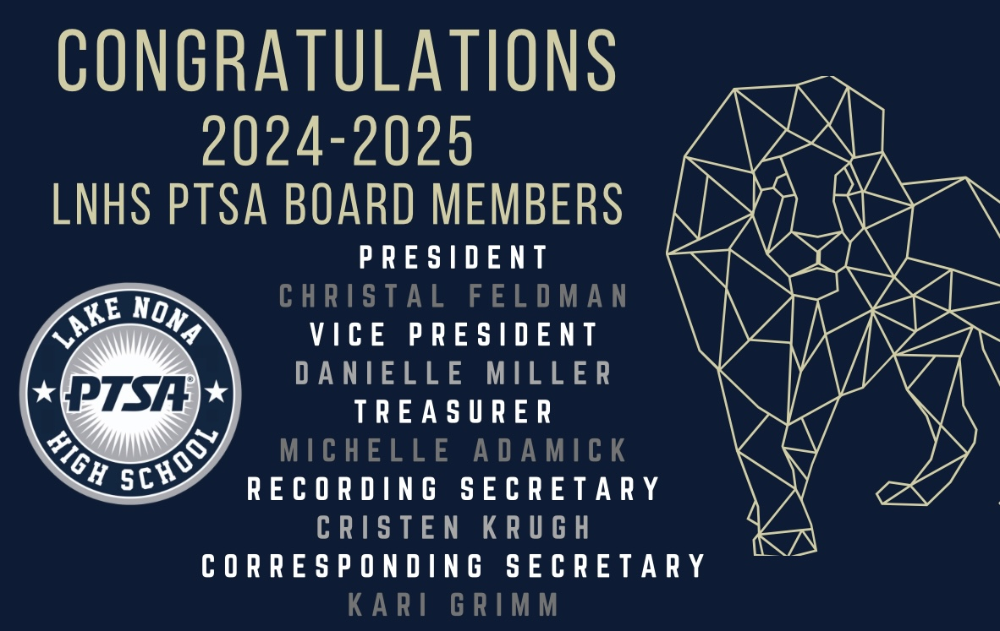 CONGRATULATIONS
2024-2025
LNHS PTSA BOARD MEMBERS
PRESIDENT
CHRISTAL FELDMAN
VICE PRESIDENT
DANIELLE MILLER
TREASURER
MICHELLE ADAMICK
RECORDING SECRETARY
CRISTEN KRUGH
CORRESPONDING SECRETARY
KARI GRIMM
LAKE NONA
PTSA®
HIGH SCHOOL